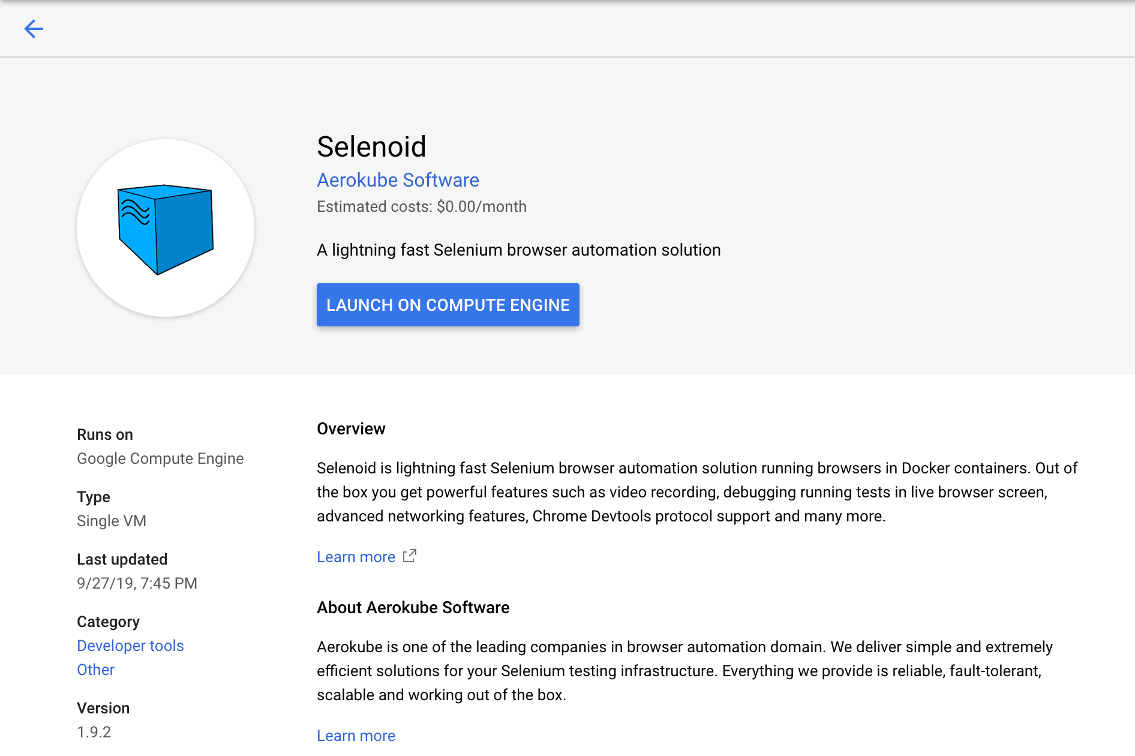 Selenoid
Aerokube Software
Estimated costs: $0.00/month
A lightning fast Selenium browser automation solution
LAUNCH ON COMPUTE ENGINE
Runs on
Google Compute Engine
Type
Single VM
Last updated
9/27/19, 7:45 PM
Category
Developer tools
Other
Version
1.9.2
Overview
Selenoid is lightning fast Selenium browser automation solution running browsers in Docker containers. Out of
the box you get powerful features such as video recording, debugging running tests in live browser screen,
advanced networking features, Chrome Devtools protocol support and many more.
Learn more
About Aerokube Software
Aerokube is one of the leading companies in browser automation domain. We deliver simple and extremely
efficient solutions for your Selenium testing infrastructure. Everything we provide is reliable, fault-tolerant,
scalable and working out of the box.
Learn more